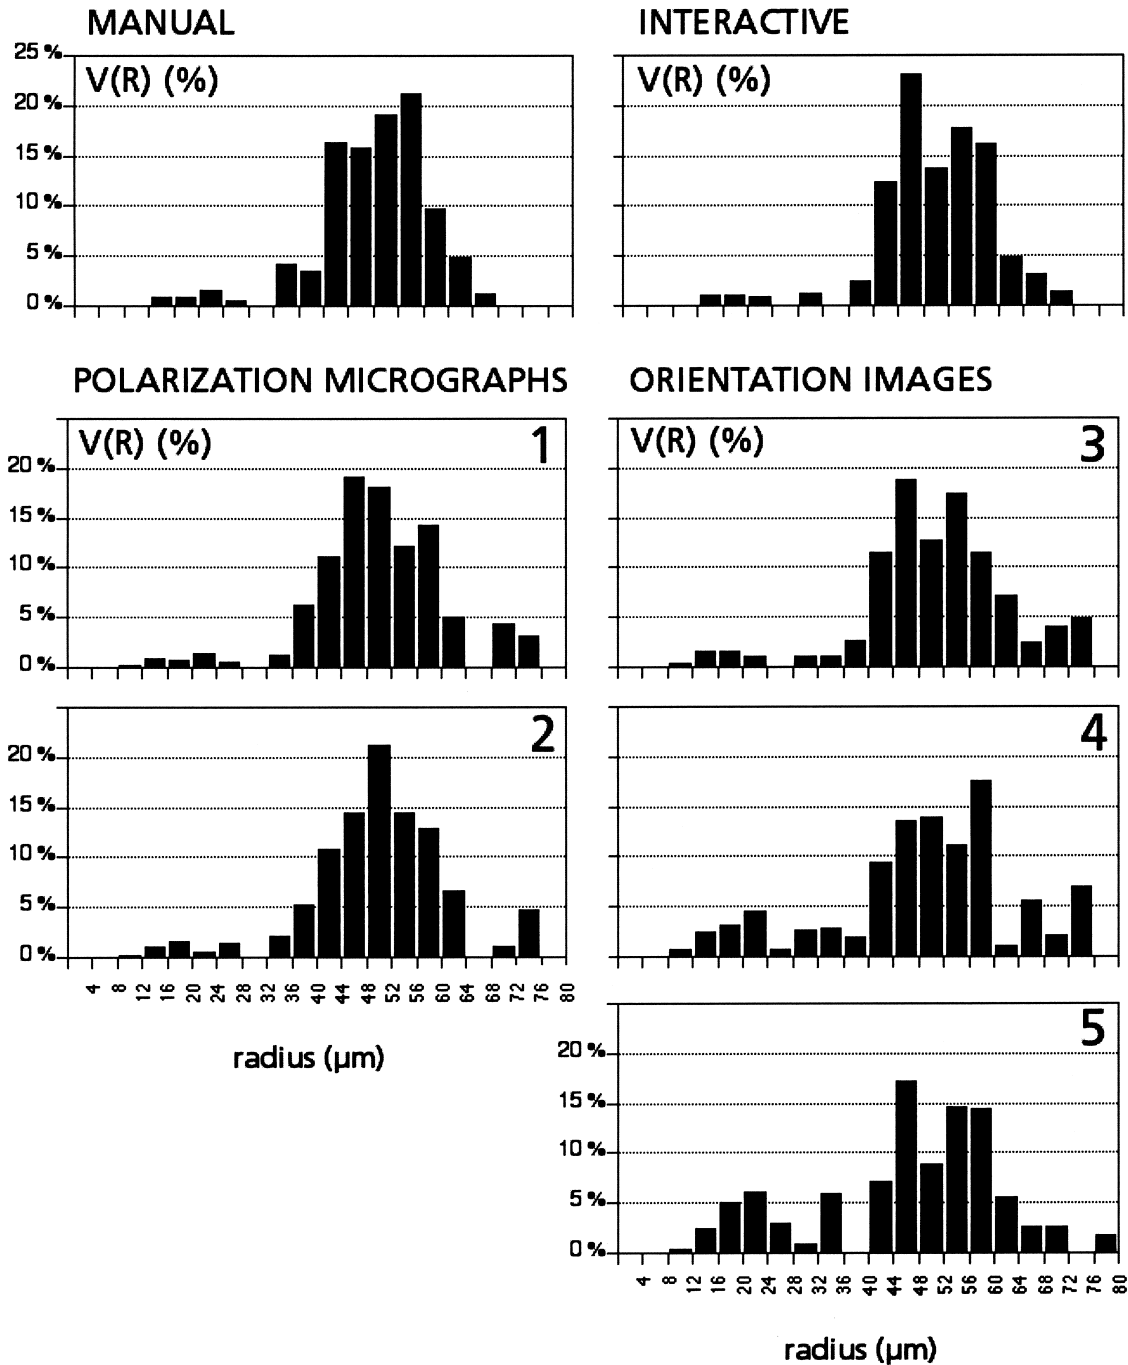 MANUAL
INTERACTIVE
V(R) (%)
25 %
20 %
15 %
10 %
5 %
0 %
V(R) (%)
POLARIZATION MICROGRAPHS
ORIENTATION IMAGES
V(R) (%)
1
20 %
15 %
10 %
5 %
0 %
V(R) (%)
3
2
20 %
15 %
10 %
5 %
0 %
4 8 12 16 20 24 28 32 36 40 44 48 52 56 60 64 68 72 76 80
radius (µm)
4
5
20 %
15 %
10 %
5 %
0 %
4 8 12 16 20 24 28 32 36 40 44 48 52 56 60 64 68 72 76 80
radius (µm)